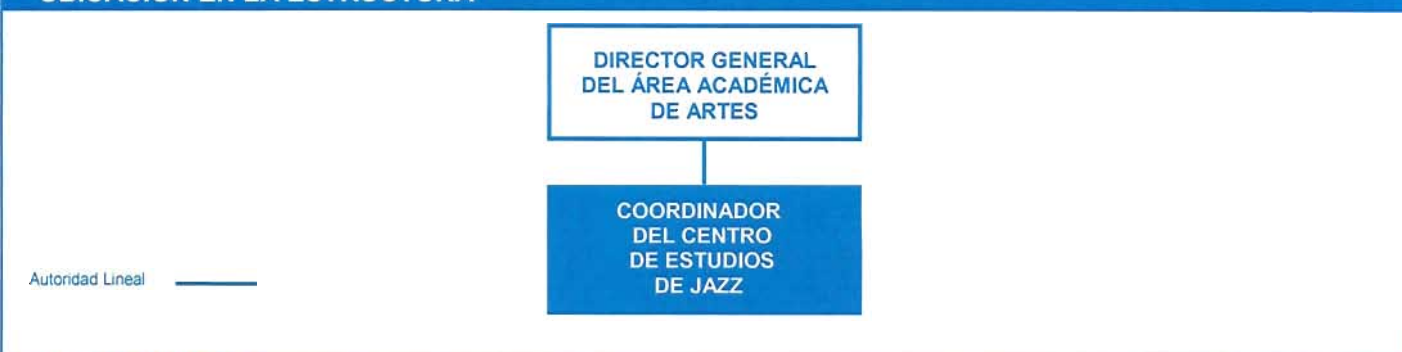 DIRECTOR GENERAL
DEL ÁREA ACADÉMICA
DE ARTES
COORDINADOR
DEL CENTRO
DE ESTUDIOS
DE JAZZ
Autoridad Lineal